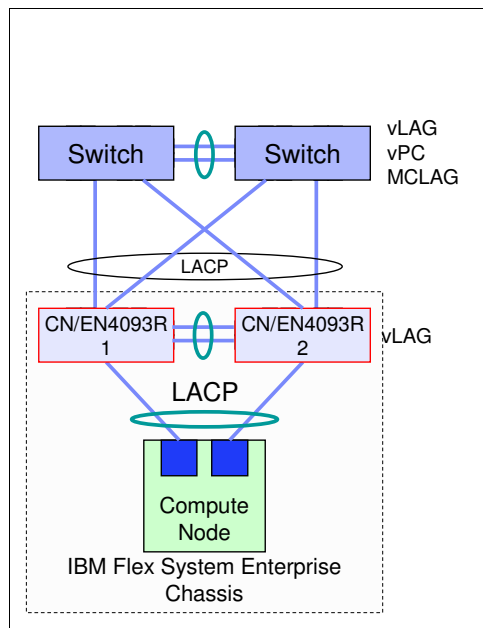 vLAG
Switch
Switch
vPC
MCLAG
LACP
CN/EN4093R
1
CN/EN4093R
2
vLAG
LACP
Compute
Node
IBM Flex System Enterprise
Chassis